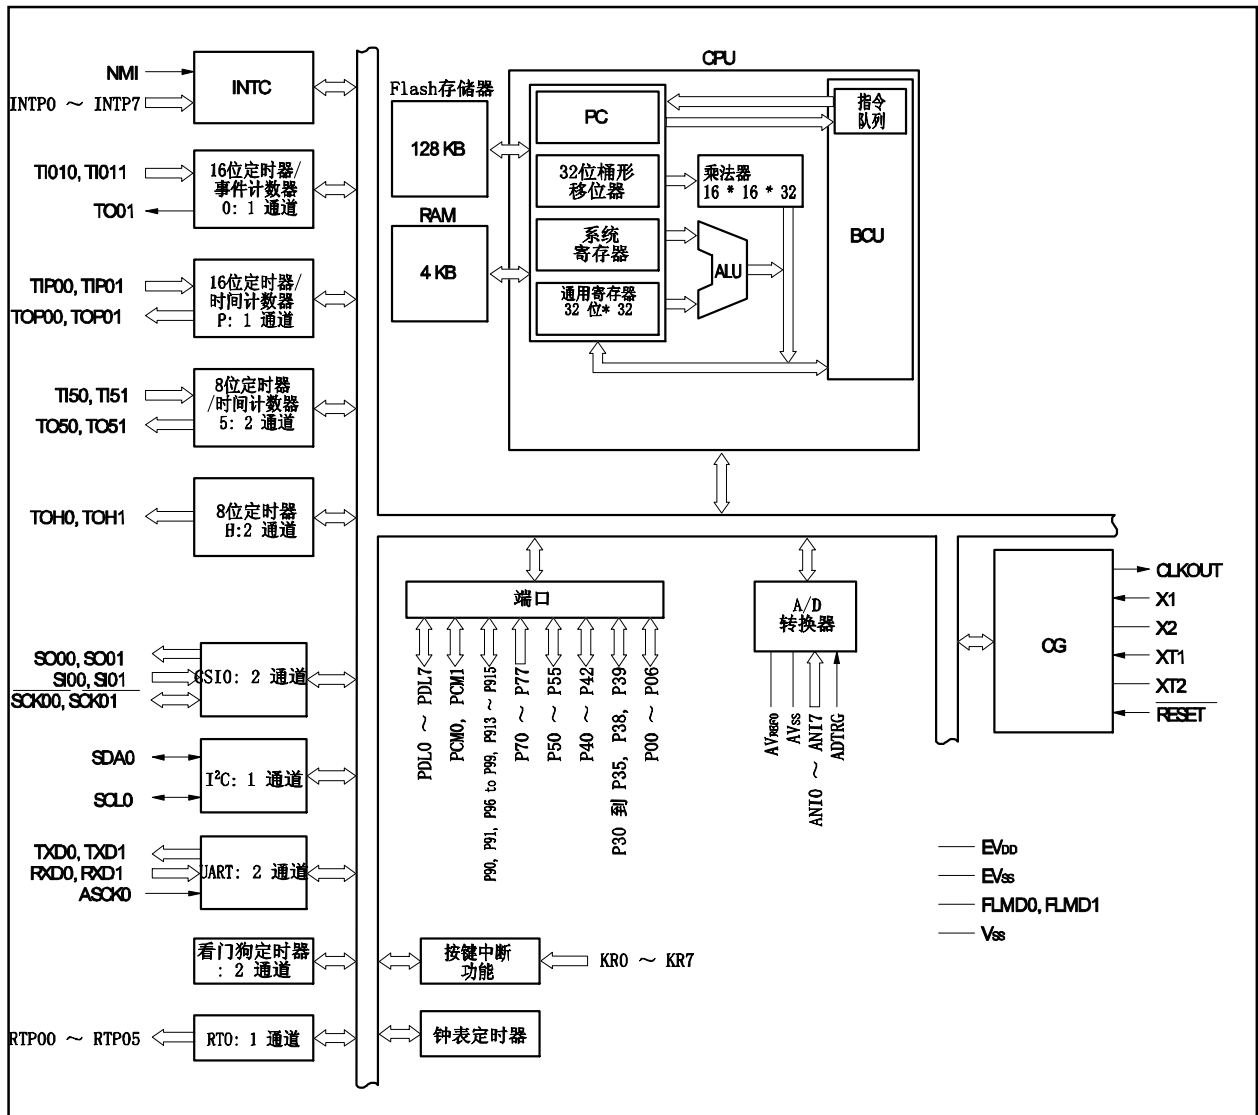 CPU
NMI
INTP0 ～ INTP7
INTC
Flash存储器
128 KB
RAM
4 KB
PC
32位桶形
移位器
系统
寄存器
通用寄存器
32 位* 32
乘法器
16 * 16 * 32
ALU
指令
队列
BCU
TI010, TI011
TO01
16位定时器/
事件计数器
0: 1 通道
TIP00, TIP01
TOP00, TOP01
16位定时器/
时间计数器
P: 1 通道
TI50, TI51
TO50, TO51
8位定时器
/时间计数器
5: 2 通道
TOH0, TOH1
8位定时器
H:2 通道
端口
PDL0 ～ PDL7
PCM0, PCM1
P90, P91, P96 to P99, P913 ～ P915
P70 ～ P77
P50 ～ P55
P40 ～ P42
P30 到 P35, P38, P39
P00 ～ P06
A/D
转换器
AVREF0
AVSS
ANI0 ～ ANI7
ADTRG
CG
CLKOUT
X1
X2
XT1
XT2
RESET
SO00, SO01
SI00, SI01
SCK00, SCK01
CSI0: 2 通道
SDA0
SCL0
I²C: 1 通道
TXD0, TXD1
RXD0, RXD1
ASCK0
UART: 2 通道
EVDD
EVSS
FLMD0, FLMD1
VSS
看门狗定时器
: 2 通道
按键中断
功能
KR0 ～ KR7
RTP00 ～ RTP05
RTO: 1 通道
钟表定时器